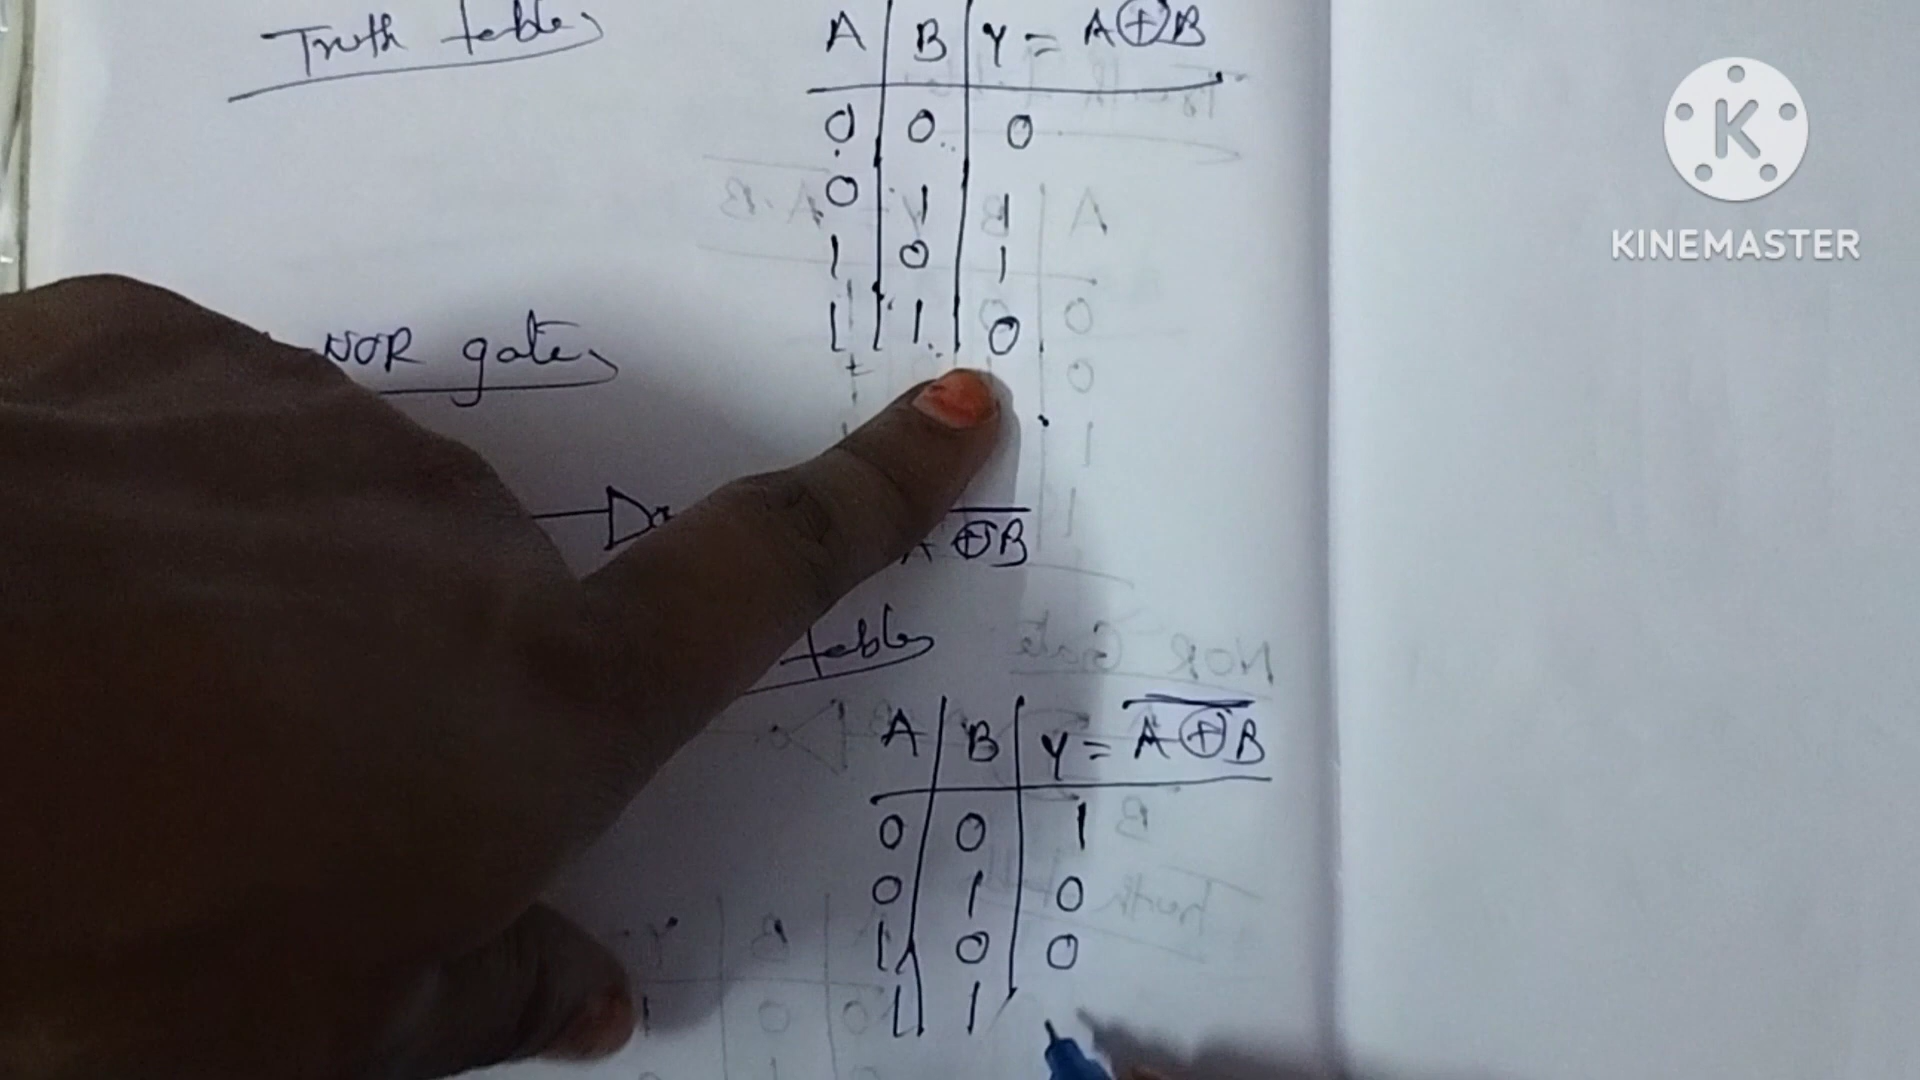 Truth table
A B Y = A⊕B
0 0 0
0 1 1
1 0 1
1 1 0
NOR gate
A⊕B
table
A B Y = A⊕B
0 0 1
0 1 0
1 0 0
1 1
K
KINEMASTER